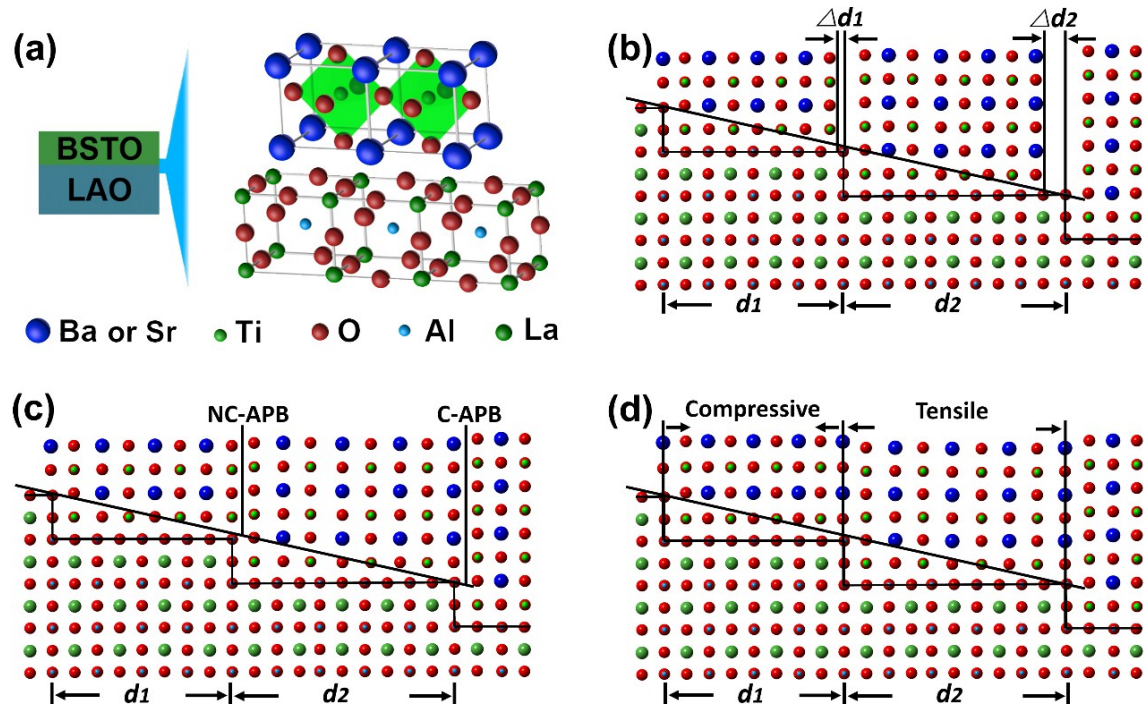 (a)
BSTO
LAO
Ba or Sr
Ti
O
Al
La
(b)
△d1
△d2
d1
d2
(c)
NC-APB
C-APB
d1
d2
(d)
Compressive
Tensile
d1
d2